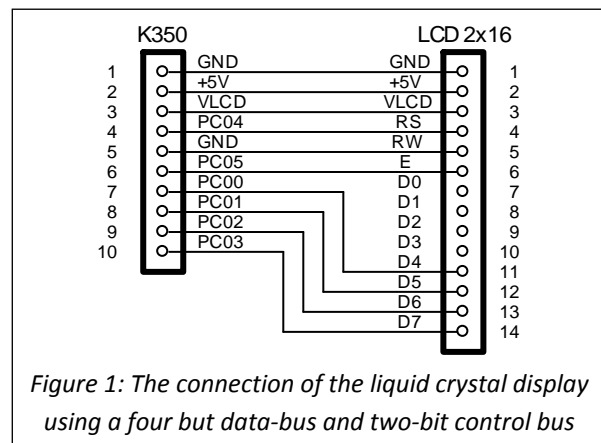 K350 LCD 2x16
1 GND GND 1
2 +5V +5V 2
3 VLCD VLCD 3
4 PC04 RS 4
5 GND RW 5
6 PC05 E 6
7 PC00 D0 7
8 PC01 D1 8
9 PC02 D2 9
10 PC03 D3 10
D4 11
D5 12
D6 13
D7 14
Figure 1: The connection of the liquid crystal display
using a four but data-bus and two-bit control bus